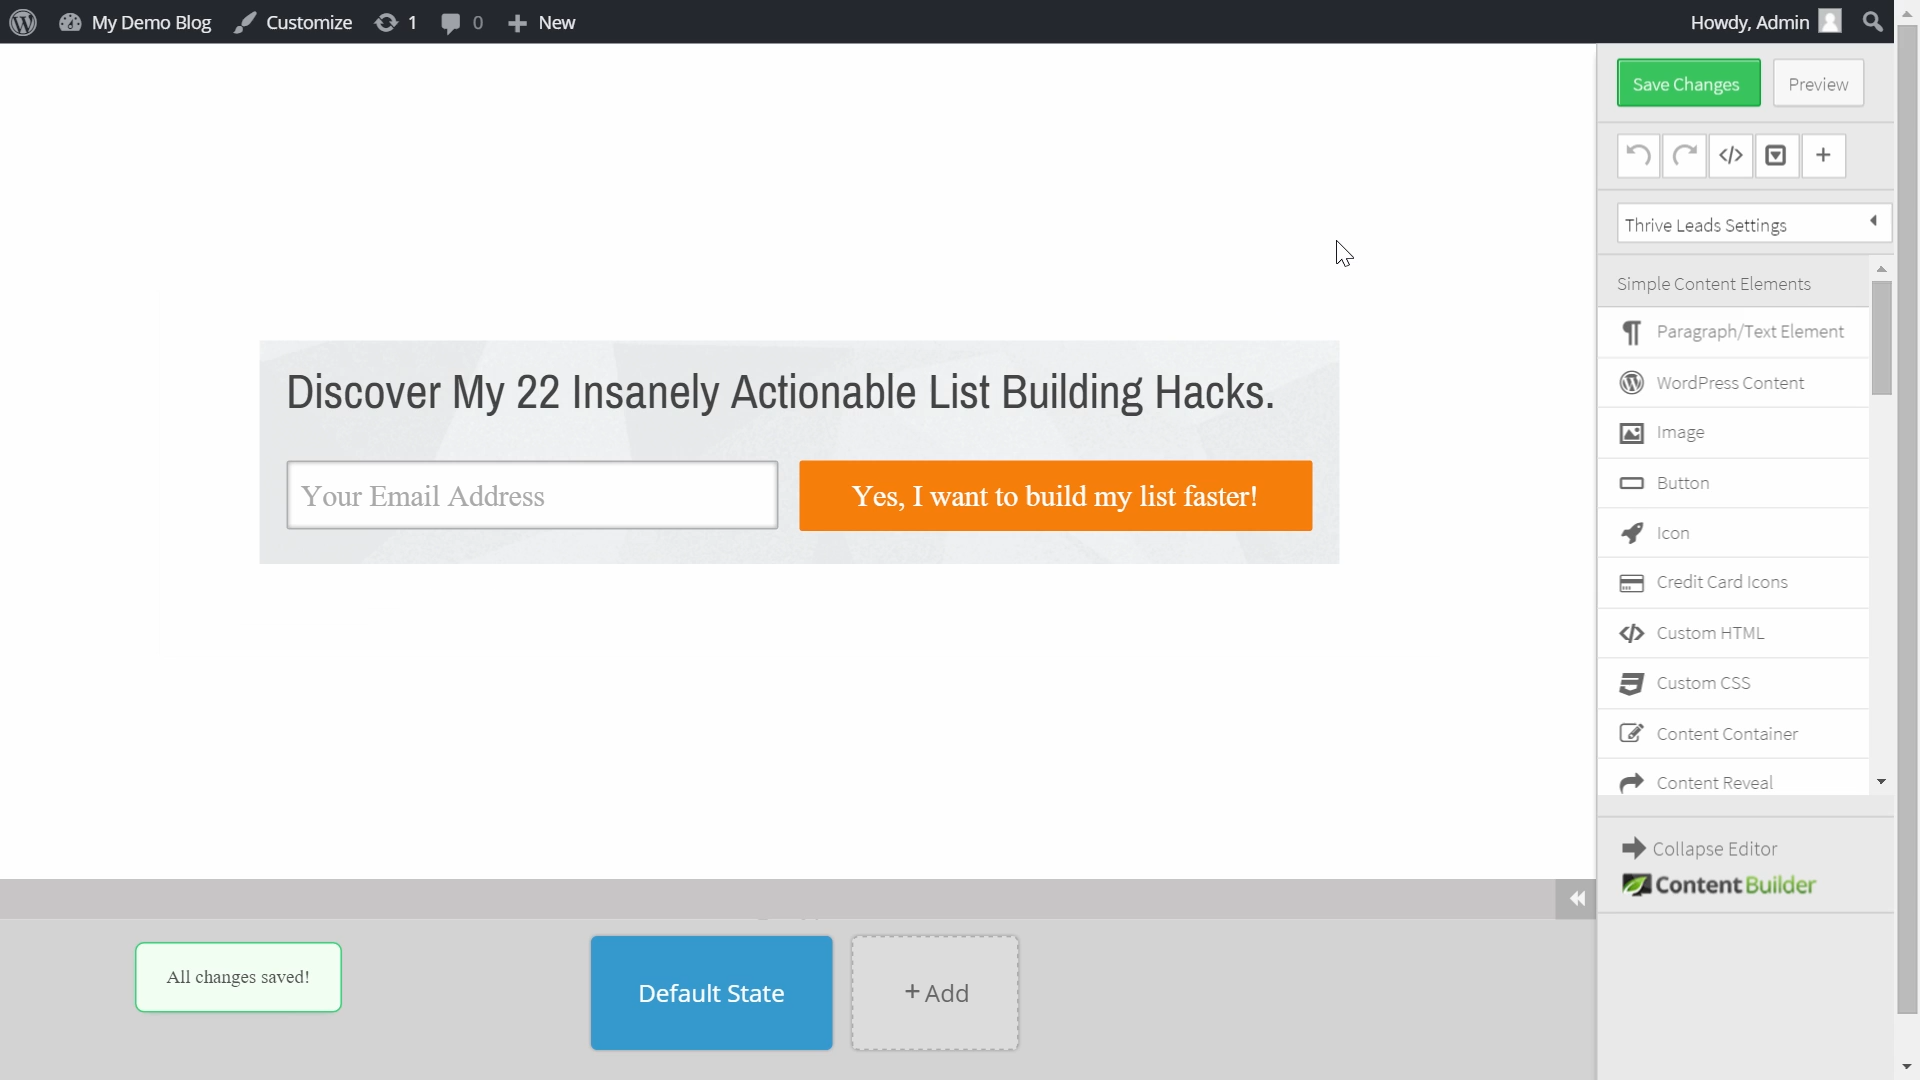 My Demo Blog Customize 1 0 New Howdy, Admin
Save Changes Preview
Thrive Leads Settings
Simple Content Elements
Paragraph/Text Element
WordPress Content
Image
Button
Icon
Credit Card Icons
Custom HTML
Custom CSS
Content Container
Content Reveal
Collapse Editor
Content Builder
Discover My 22 Insanely Actionable List Building Hacks.
Your Email Address
Yes, I want to build my list faster!
All changes saved!
Default State
+ Add